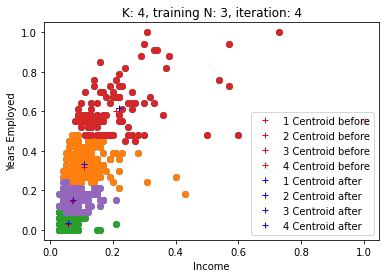 K: 4, training N: 3, iteration: 4
1.0
0.8
0.6
0.4
0.2
0.0
Years Employed
1 Centroid before
2 Centroid before
3 Centroid before
4 Centroid before
1 Centroid after
2 Centroid after
3 Centroid after
4 Centroid after
0.0 0.2 0.4 0.6 0.8 1.0
Income